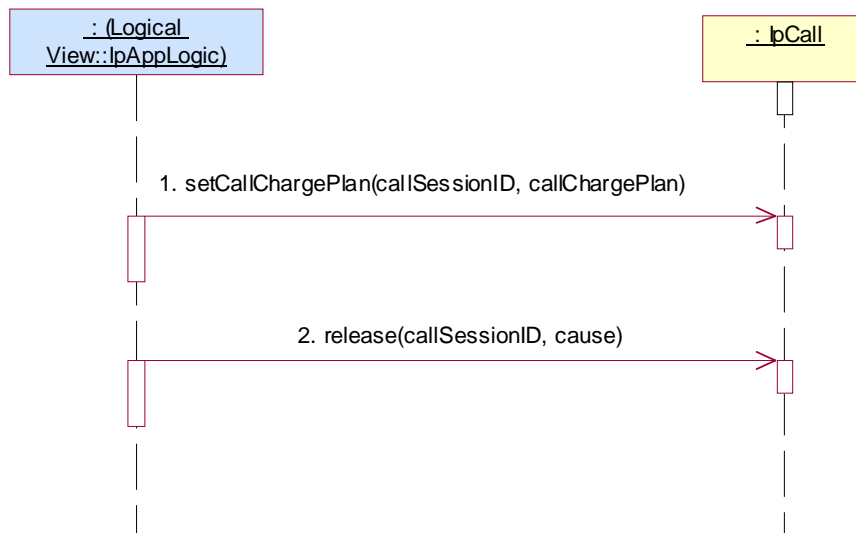 : (Logical
View::IpAppLogic)
: IpCall
1. setCallChargePlan(callSessionID, callChargePlan)
2. release(callSessionID, cause)